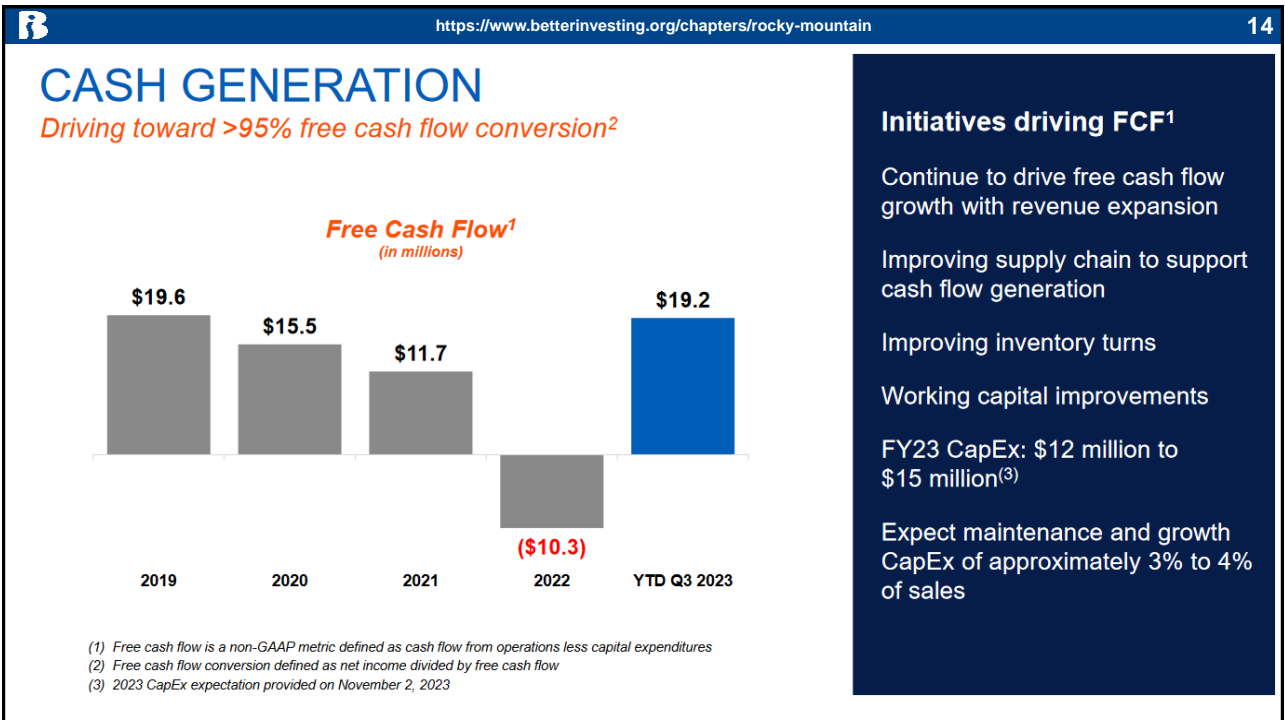 https://www.betterinvesting.org/chapters/rocky-mountain
14
CASH GENERATION
Driving toward >95% free cash flow conversion²
Free Cash Flow¹
(in millions)
$19.6
$15.5
$11.7
($10.3)
$19.2
2019
2020
2021
2022
YTD Q3 2023
(1) Free cash flow is a non-GAAP metric defined as cash flow from operations less capital expenditures
(2) Free cash flow conversion defined as net income divided by free cash flow
(3) 2023 CapEx expectation provided on November 2, 2023
Initiatives driving FCF¹
Continue to drive free cash flow
growth with revenue expansion
Improving supply chain to support
cash flow generation
Improving inventory turns
Working capital improvements
FY23 CapEx: $12 million to
$15 million⁽³⁾
Expect maintenance and growth
CapEx of approximately 3% to 4%
of sales